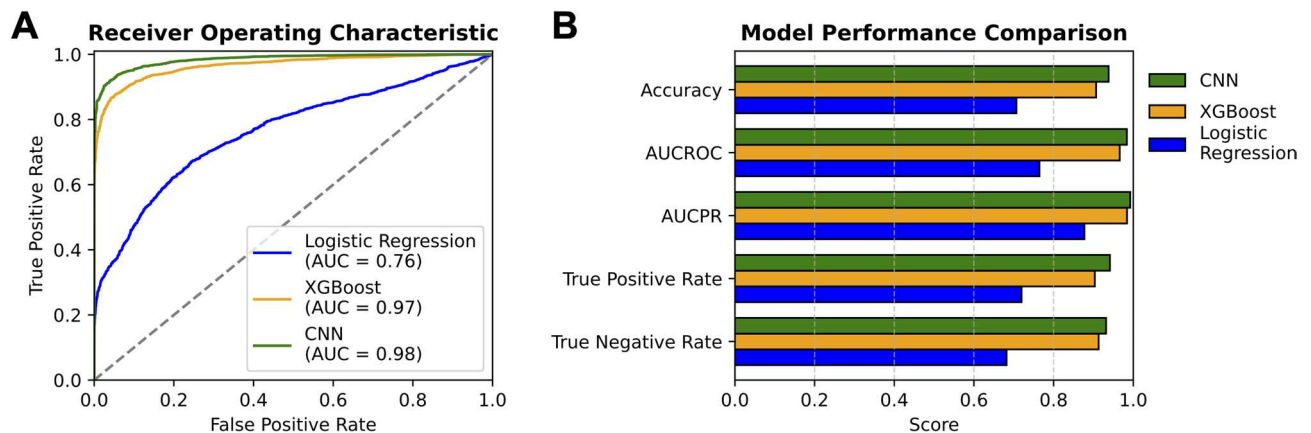 A
Receiver Operating Characteristic
1.0
0.8
0.6
0.4
0.2
0.0
True Positive Rate
Logistic Regression
(AUC = 0.76)
XGBoost
(AUC = 0.97)
CNN
(AUC = 0.98)
0.0 0.2 0.4 0.6 0.8 1.0
False Positive Rate
B
Model Performance Comparison
Accuracy
AUCROC
AUCPR
True Positive Rate
True Negative Rate
0.0 0.2 0.4 0.6 0.8 1.0
Score
CNN
XGBoost
Logistic
Regression